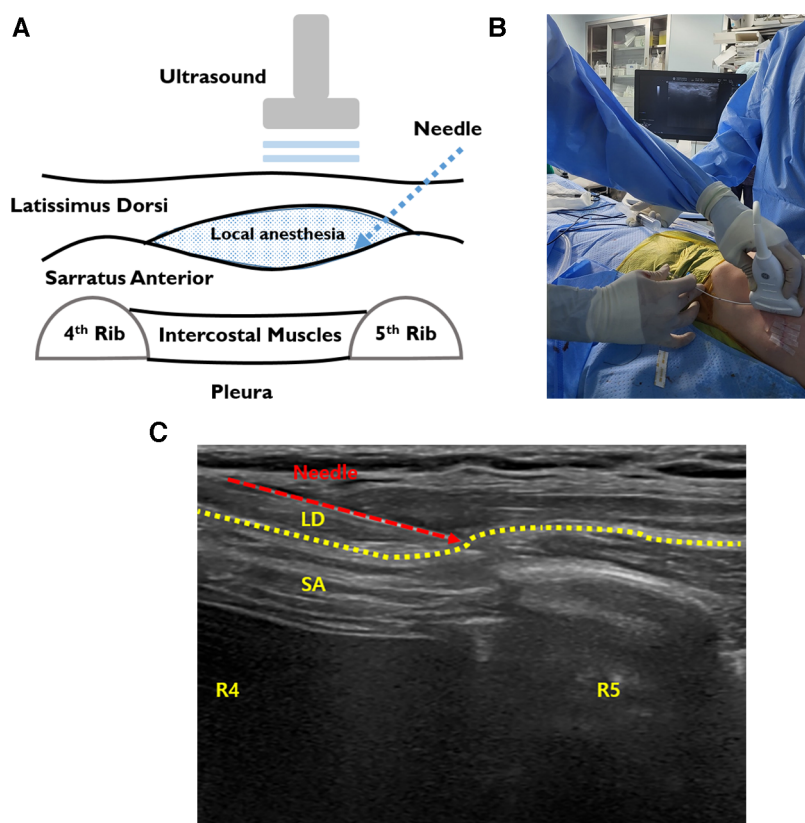 A
B
Ultrasound
Needle
Latissimus Dorsi
Local anesthesia
Sarratus Anterior
4th Rib
Intercostal Muscles
5th Rib
Pleura
C
Needle
LD
SA
R4
R5